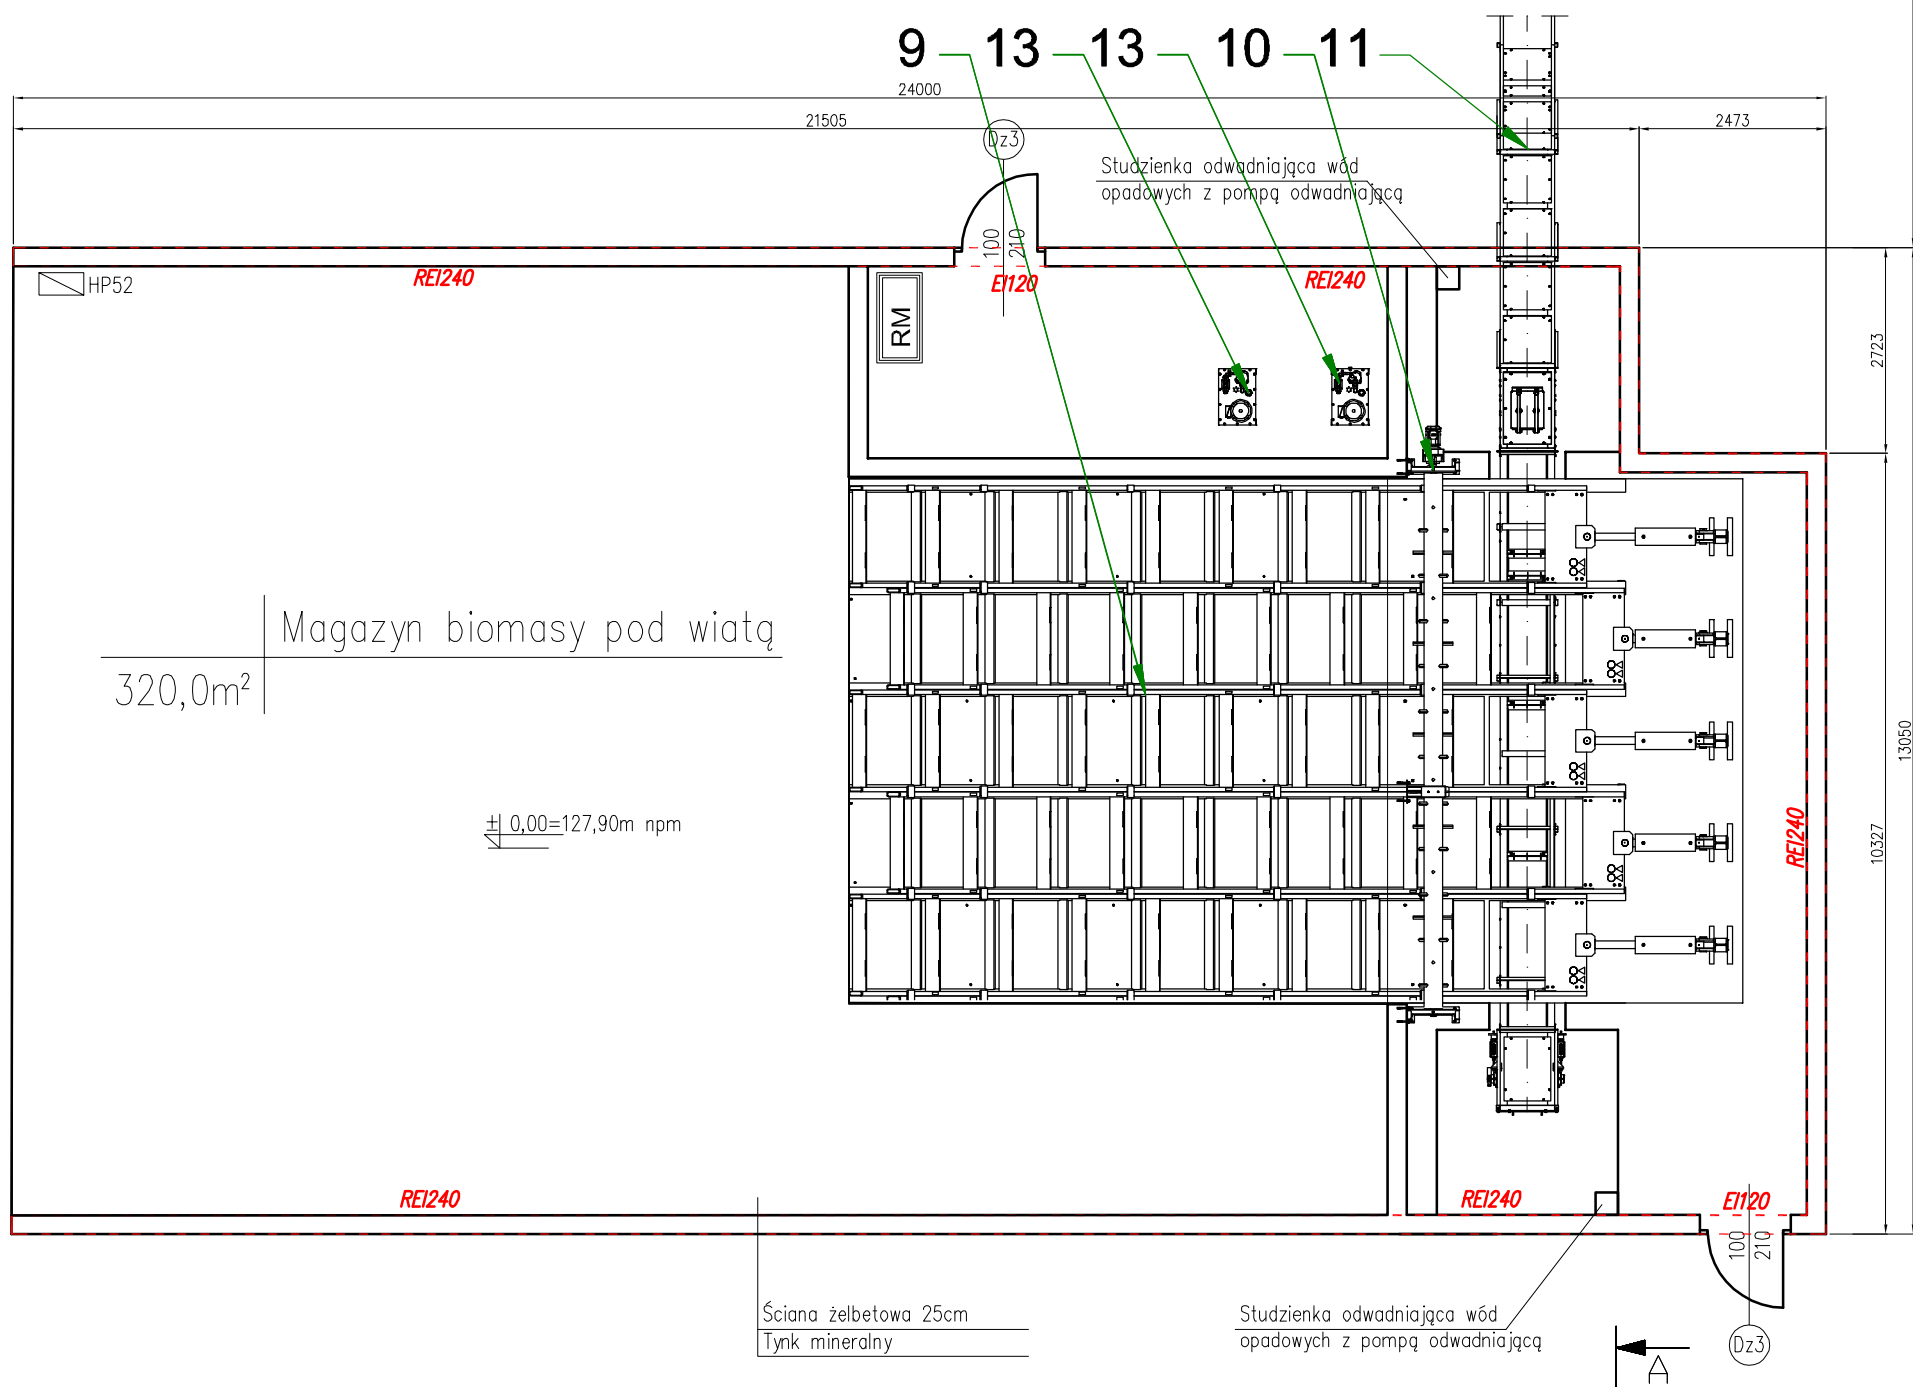 9 13 13 10 11
24000
21505
2473
Dz3
Studzienka odwadniająca wód
opadowych z pompą odwadniającą
100
210
HP52
REI240
EI120
REI240
RM
2723
Magazyn biomasy pod wiatą
320,0m²
13050
± 0,00=127,90m npm
REI240
10327
REI240
REI240
EI120
100
210
Ściana żelbetowa 25cm
Tynk mineralny
Studzienka odwadniająca wód
opadowych z pompą odwadniającą
Dz3
A